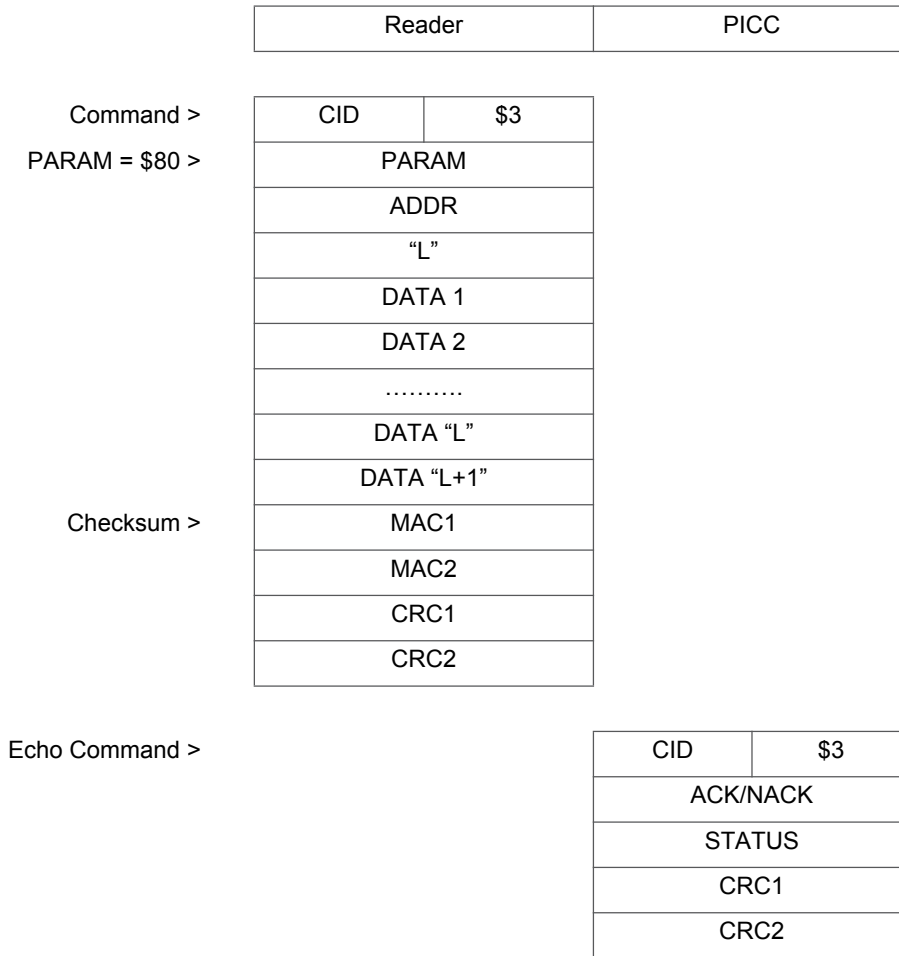 Reader PICC
Command > CID $3
PARAM = $80 > PARAM
ADDR
“L”
DATA 1
DATA 2
……….
DATA “L”
DATA “L+1”
Checksum > MAC1
MAC2
CRC1
CRC2
Echo Command > CID $3
ACK/NACK
STATUS
CRC1
CRC2